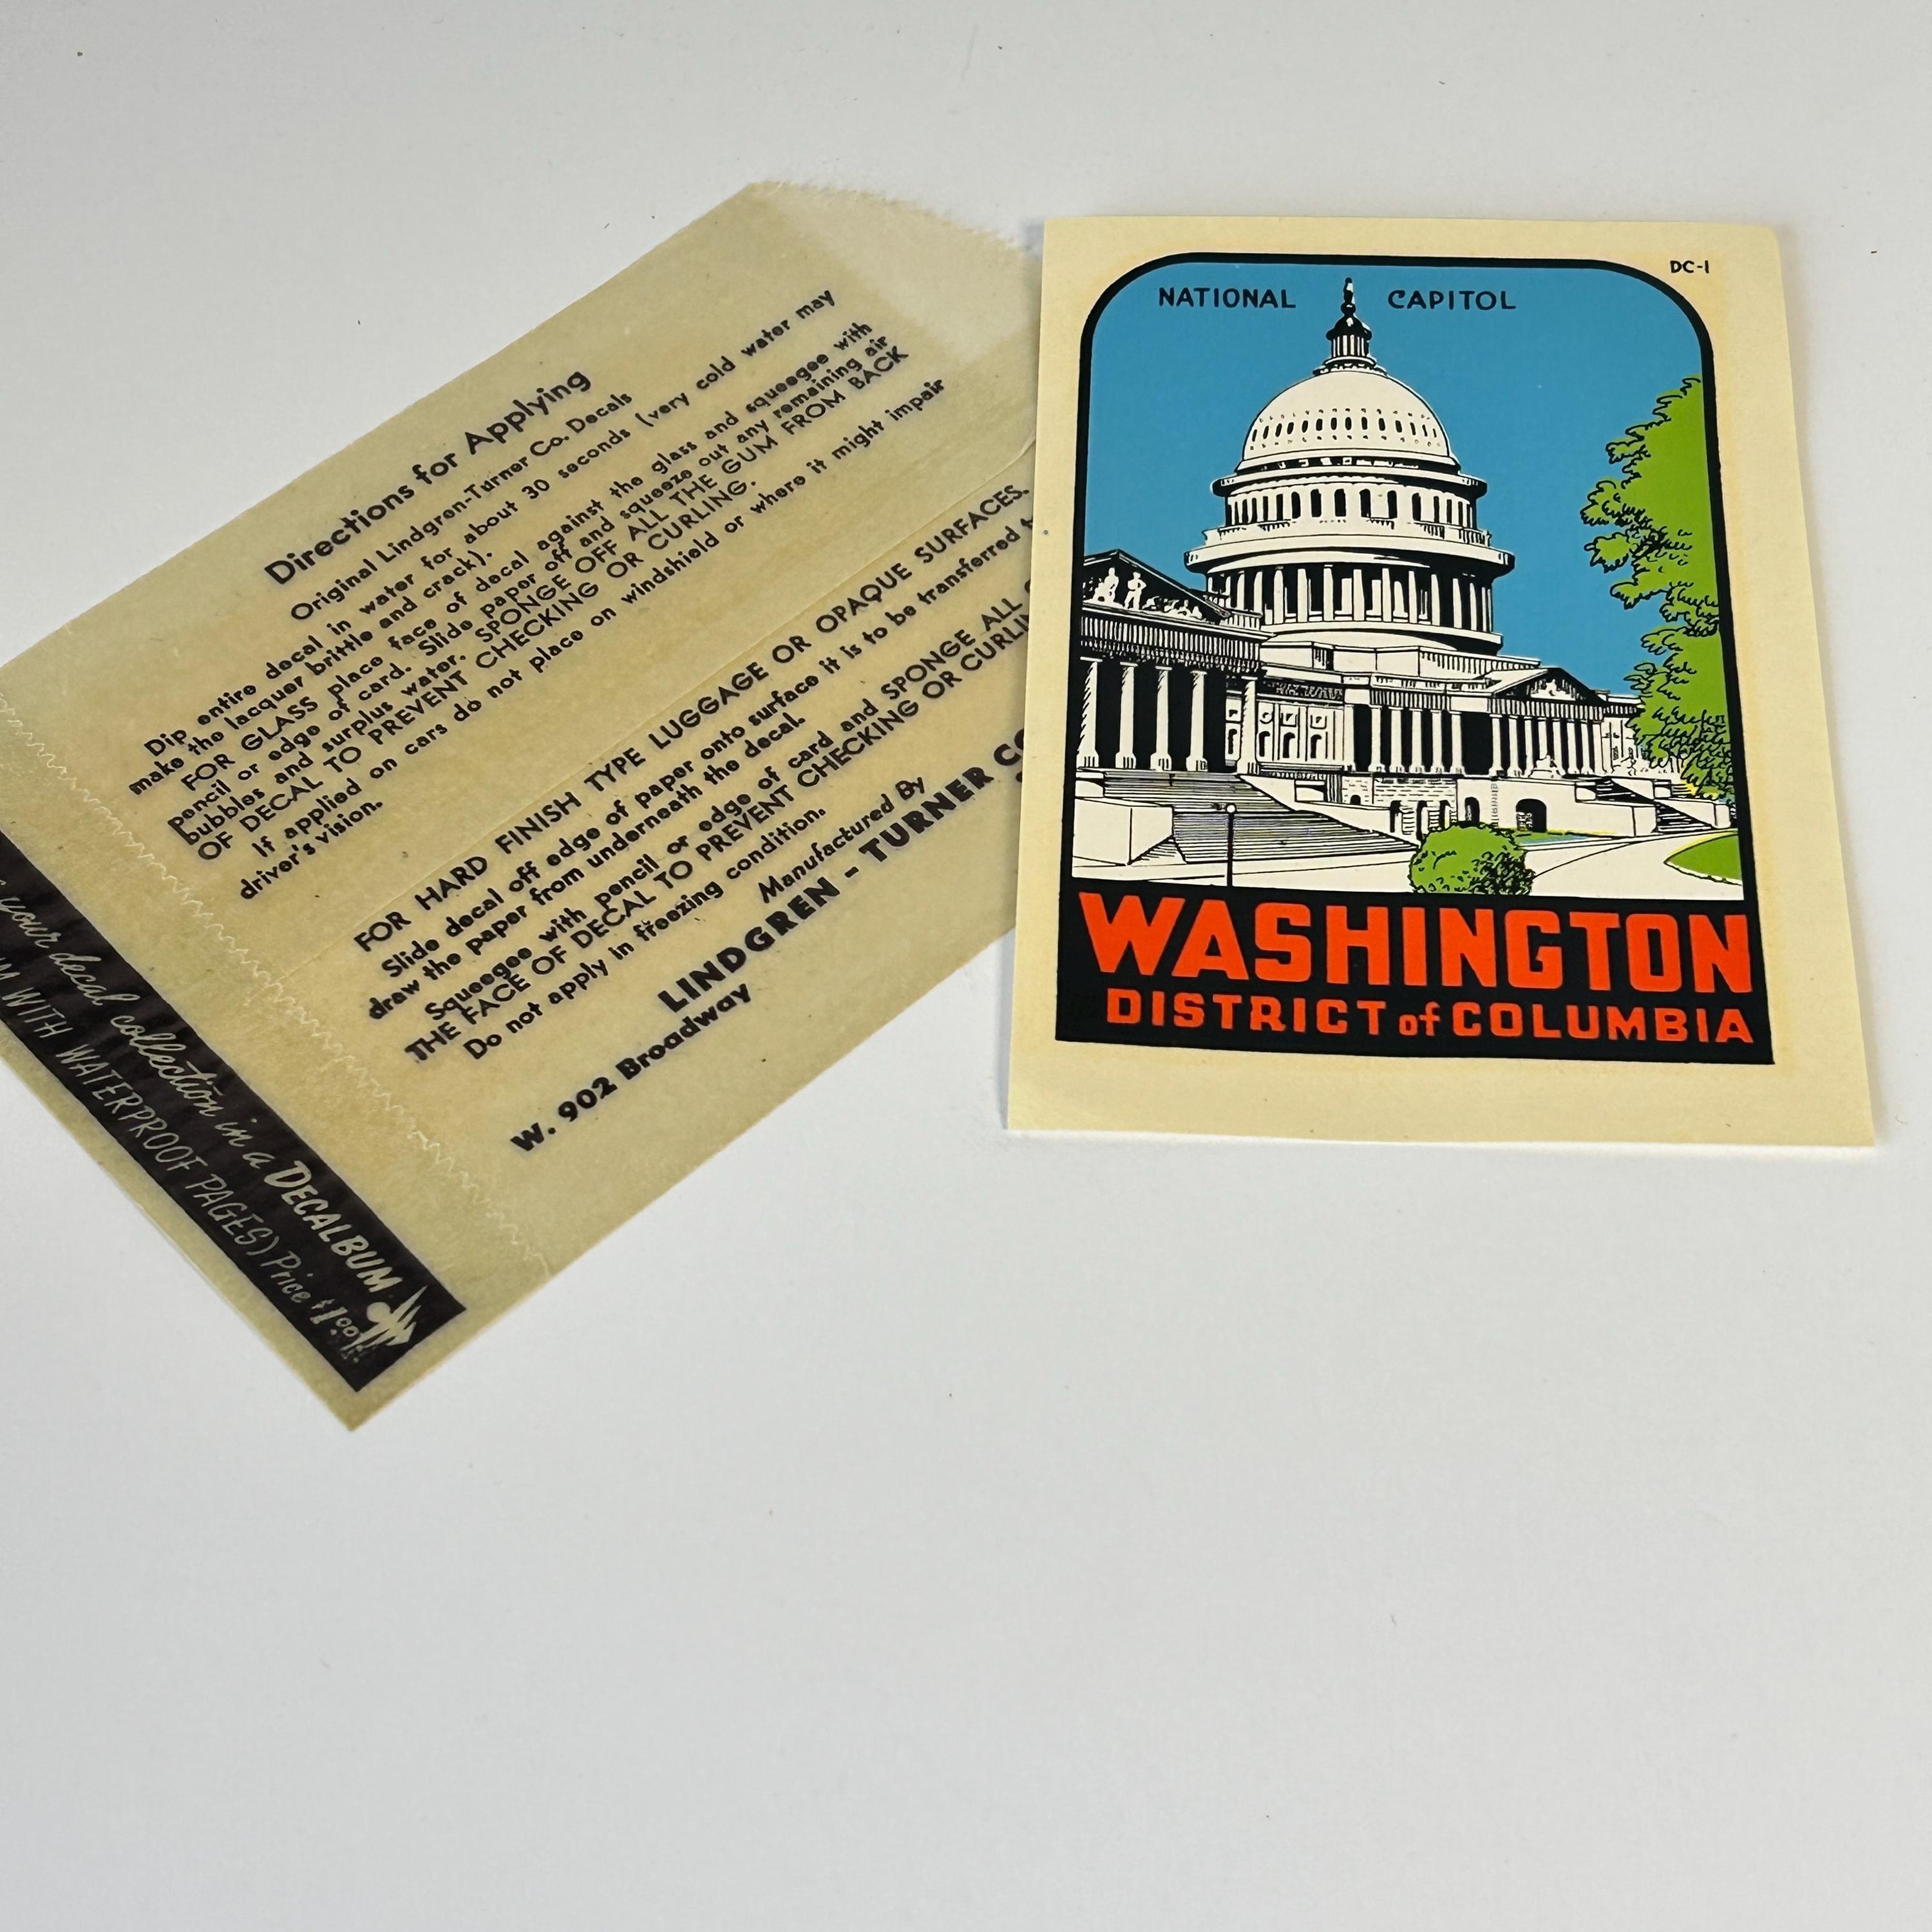 Directions for Applying
Original Lindgren-Turner Co. Decals
Dip entire decal in water for about 30 seconds (very cold water may
make the lacquer brittle and crack).
FOR GLASS place face of decal against the glass and squeegee with
pencil or edge of card. Slide paper off and squeeze out any remaining air
bubbles and surplus water. SPONGE OFF ALL THE GUM FROM BACK
OF DECAL TO PREVENT CHECKING OR CURLING.
If applied on cars do not place on windshield or where it might impair
driver's vision.
FOR HARD FINISH TYPE LUGGAGE OR OPAQUE SURFACES.
Slide decal off edge of paper onto surface it is to be transferred
draw the paper from underneath the decal.
Squeegee with pencil or edge of card and SPONGE ALL
THE FACE OF DECAL TO PREVENT CHECKING OR
Do not apply in freezing condition.
Manufactured By
LINDGREN - TURNER
W. 902 Broadway
your decal collection in a DECALBUM
WITH WATERPROOF PAGES) Price $1.00
DC-1
NATIONAL CAPITOL
WASHINGTON
DISTRICT of COLUMBIA